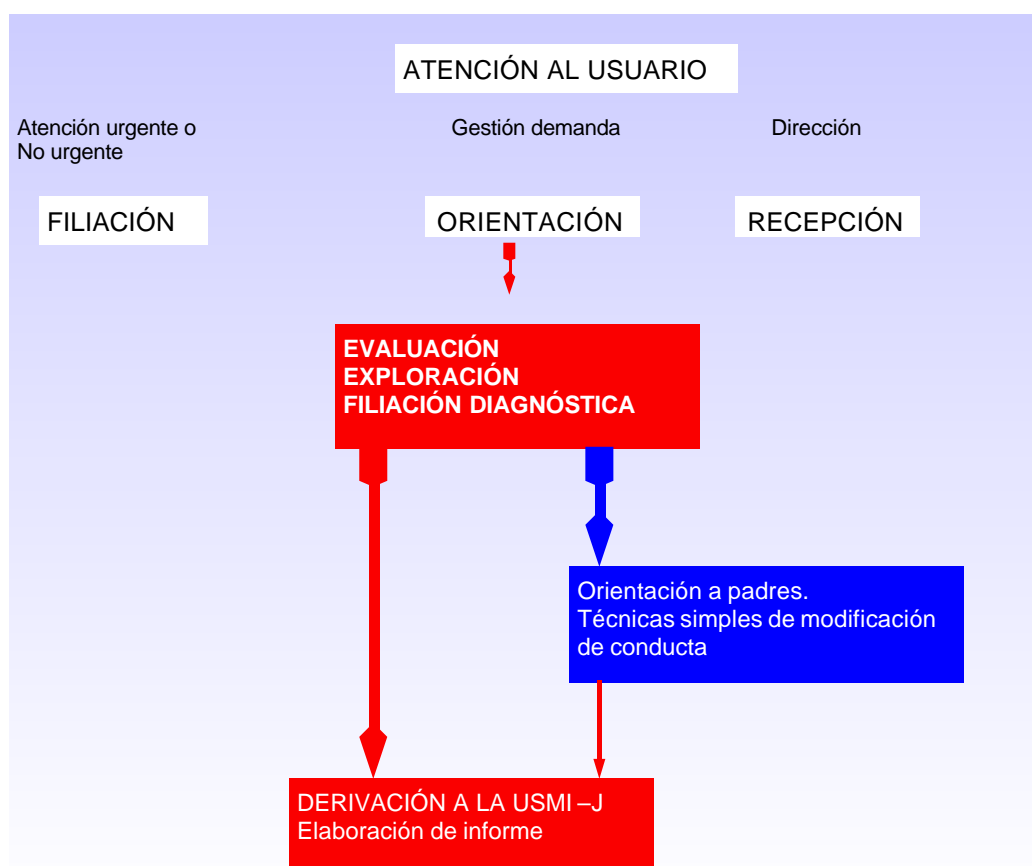 ATENCIÓN AL USUARIO
Atención urgente o
No urgente
Gestión demanda
Dirección
FILIACIÓN
ORIENTACIÓN
RECEPCIÓN
EVALUACIÓN
EXPLORACIÓN
FILIACIÓN DIAGNÓSTICA
Orientación a padres.
Técnicas simples de modificación
de conducta
DERIVACIÓN A LA USMI –J
Elaboración de informe